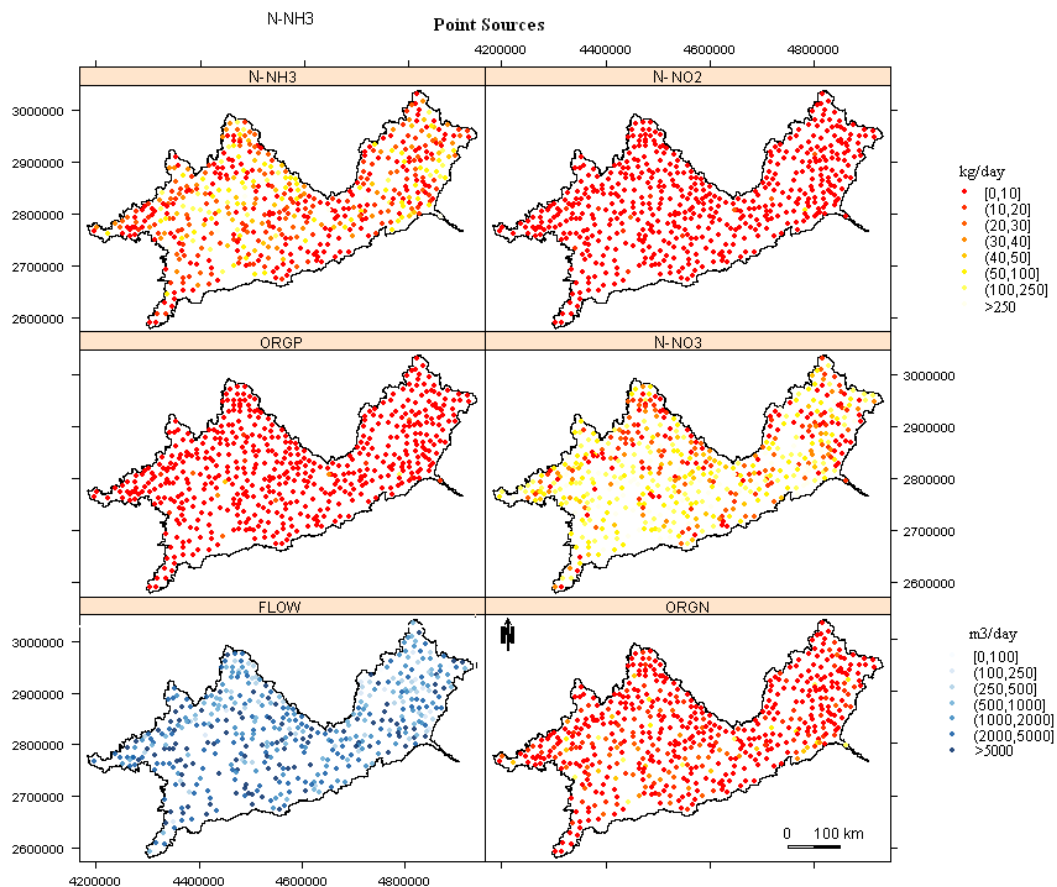 N-NH3
Point Sources
4200000 4400000 4600000 4800000
N-NH3 N-NO2
3000000
2900000
2800000
2700000
2600000
kg/day
[0,10]
(10,20]
(20,30]
(30,40]
(40,50]
(50,100]
(100,250]
>250
ORGP N-NO3
3000000
2900000
2800000
2700000
2600000
FLOW ORGN
N
3000000
2900000
2800000
2700000
2600000
m3/day
[0,100]
(100,250]
(250,500]
(500,1000]
(1000,2000]
(2000,5000]
>5000
0 100 km
4200000 4400000 4600000 4800000